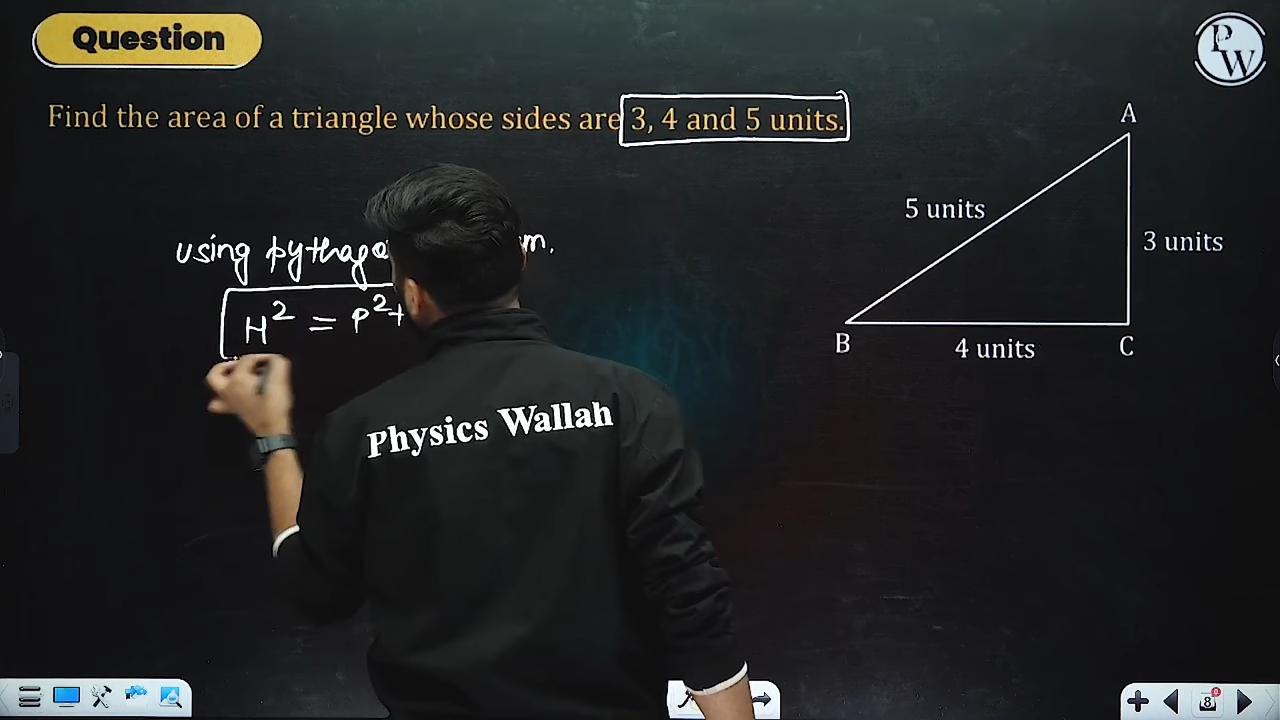 Question
PW
Find the area of a triangle whose sides are 3, 4 and 5 units.
A
5 units
3 units
using
m.
H² = P²+
B
4 units
C
Physics Wallah
8